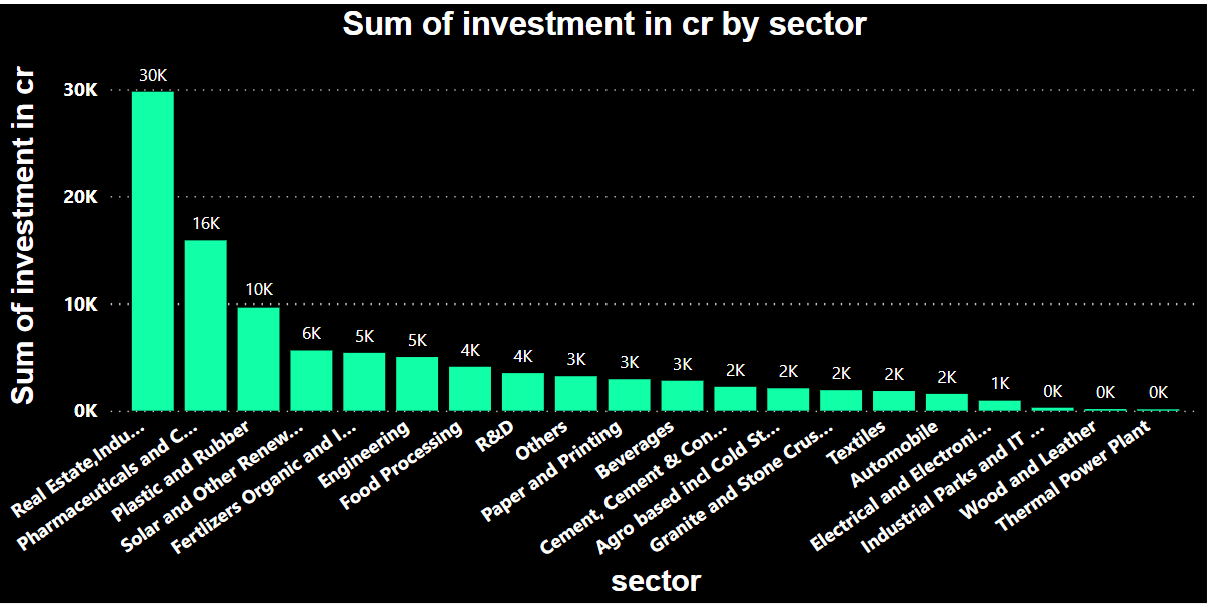 Sum of investment in cr by sector
Sum of investment in cr
30K
20K
10K
0K
30K
16K
10K
6K
5K
5K
4K
4K
3K
3K
3K
2K
2K
2K
2K
2K
1K
0K
0K
0K
Real Estate,Indu...
Pharmaceuticals and C...
Plastic and Rubber
Solar and Other Renew...
Fertlizers Organic and I...
Engineering
Food Processing
R&D
Others
Paper and Printing
Beverages
Cement, Cement & Con...
Agro based incl Cold St...
Granite and Stone Crus...
Textiles
Automobile
Electrical and Electroni...
Industrial Parks and IT ...
Wood and Leather
Thermal Power Plant
sector